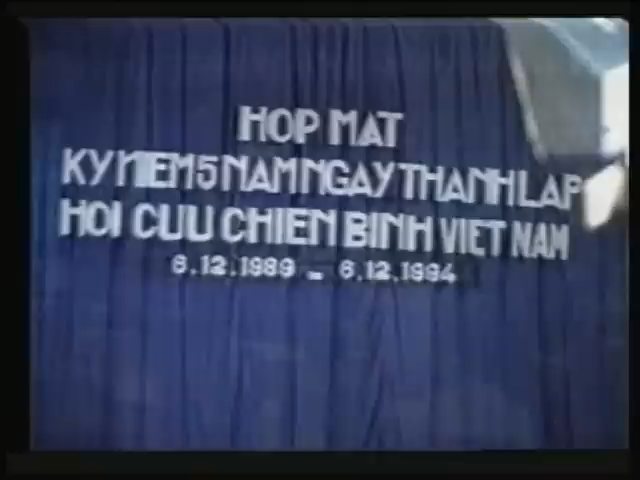 HOP MAT
KY NIEM 5 NAM NGAY THANH LAP
HOI CUU CHIEN BINH VIET NAM
6.12.1989 - 6.12.1994